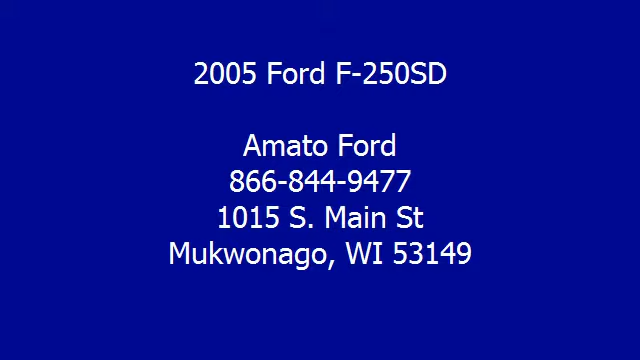 2005 Ford F-250SD
Amato Ford
866-844-9477
1015 S. Main St
Mukwonago, WI 53149